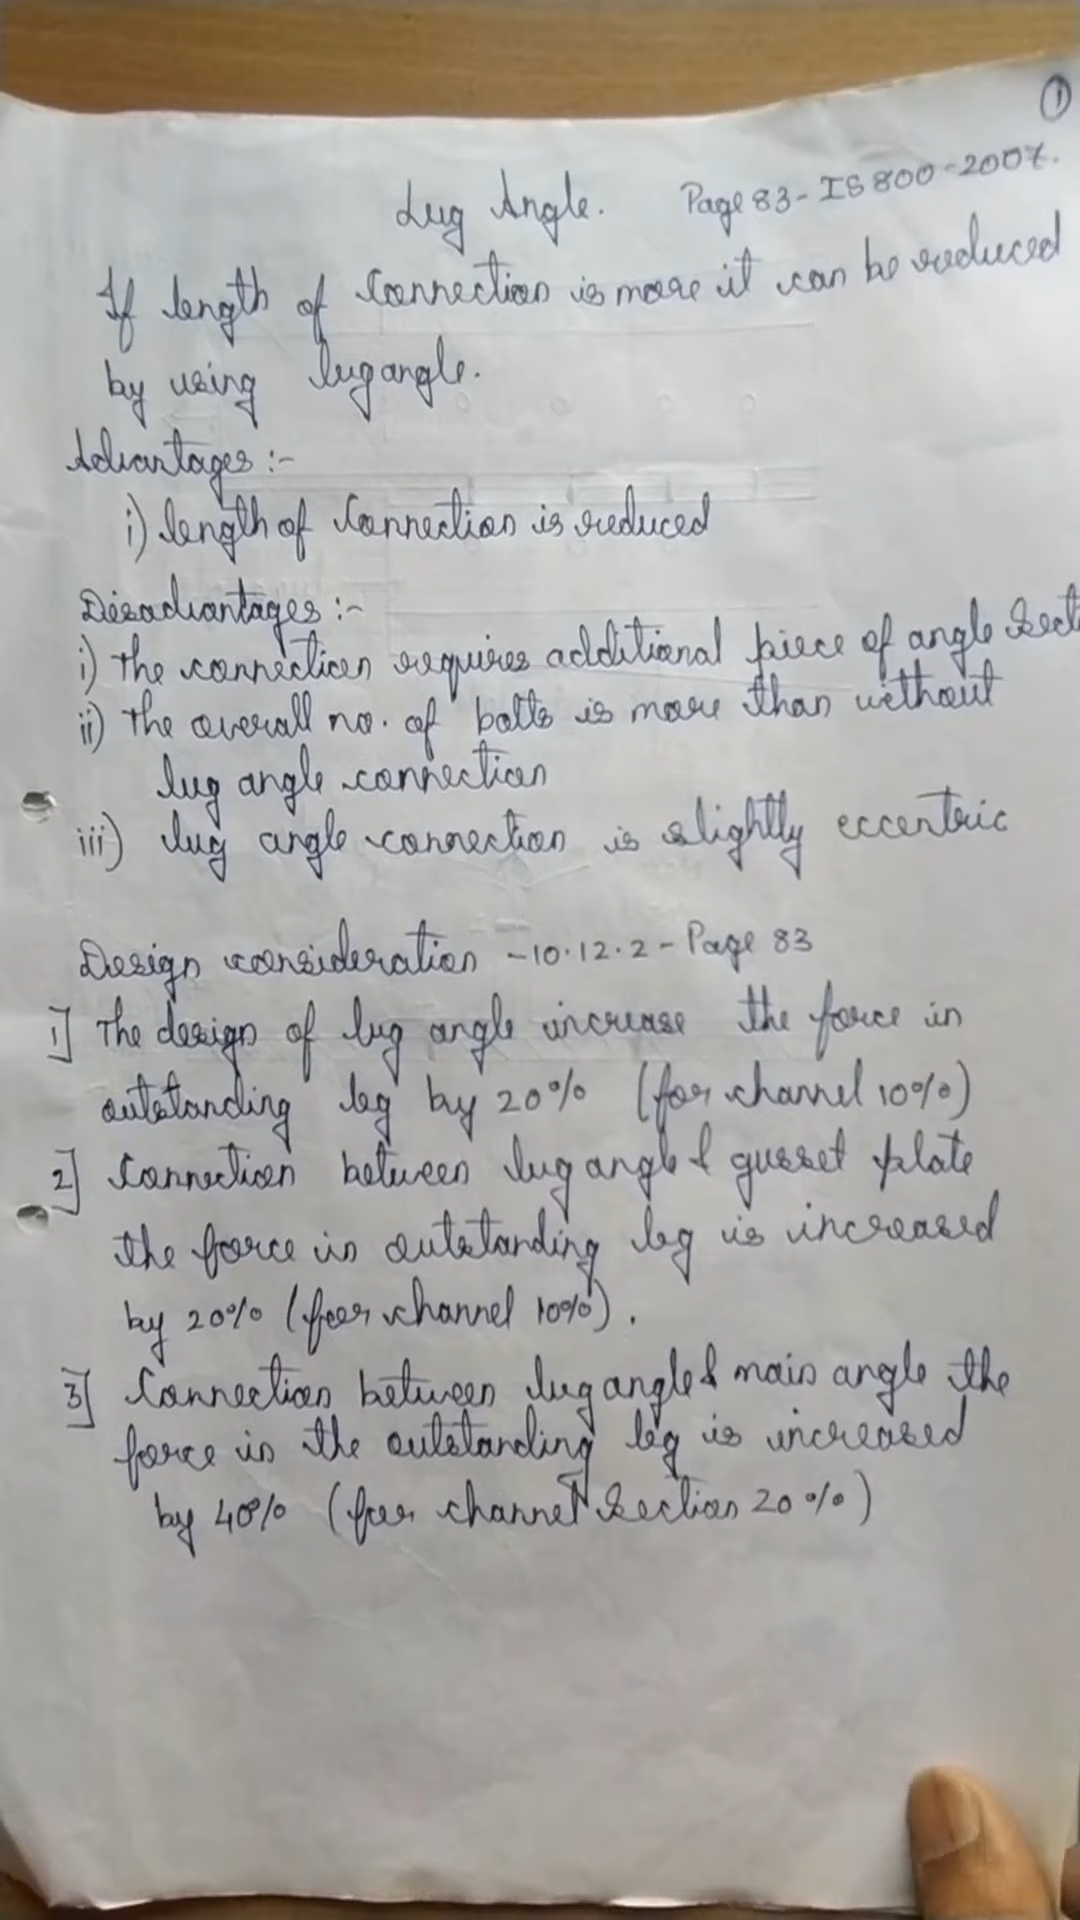 1
Lug Angle. Page 83 - IS 800 - 2007.
If length of connection is more it can be reduced
by using lug angle.
Advantages :-
i) length of connection is reduced
Disadvantages :-
i) The connection requires additional piece of angle Sect
ii) The overall no. of bolts is more than without
lug angle connection
iii) lug angle connection is slightly eccentric
Design consideration - 10.12.2 - Page 83
1] The design of lug angle increase the force in
outstanding leg by 20% (for channel 10%)
2] Connection between lug angle & gusset plate
the force in outstanding leg is increased
by 20% (for channel 10%).
3] Connection between lug angle & main angle the
force in the outstanding leg is increased
by 40% (for channel Section 20%)